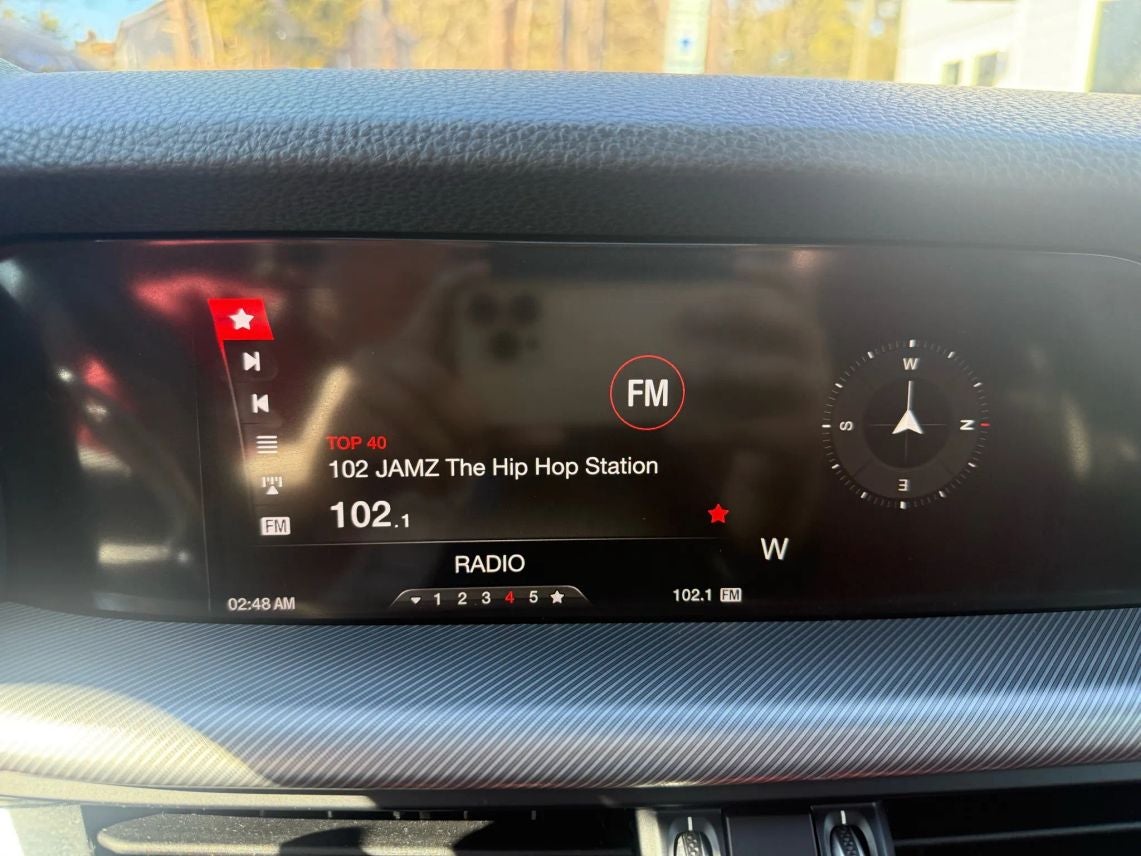 FM
TOP 40
102 JAMZ The Hip Hop Station
102.1
FM
RADIO
02:48 AM
1 2 3 4 5
102.1 FM
W
W
S
N
E